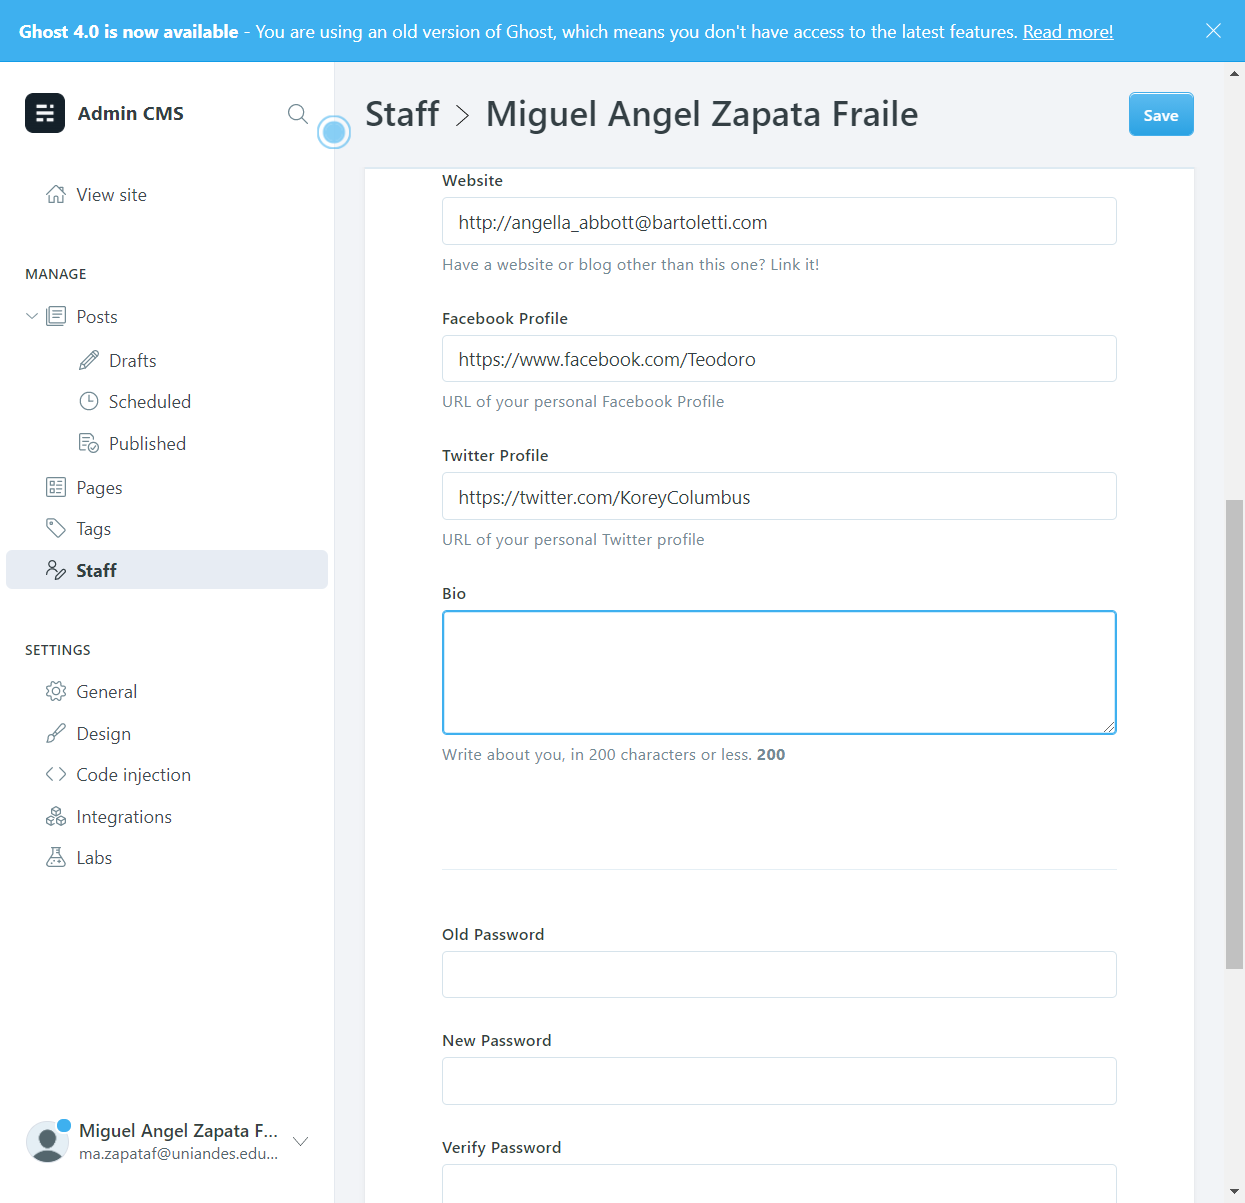 Ghost 4.0 is now available - You are using an old version of Ghost, which means you don't have access to the latest features. Read more!
Admin CMS
View site
MANAGE
Posts
Drafts
Scheduled
Published
Pages
Tags
Staff
SETTINGS
General
Design
Code injection
Integrations
Labs
Miguel Angel Zapata F...
ma.zapataf@uniandes.edu...
Staff > Miguel Angel Zapata Fraile
Save
Website
http://angella_abbott@bartoletti.com
Have a website or blog other than this one? Link it!
Facebook Profile
https://www.facebook.com/Teodoro
URL of your personal Facebook Profile
Twitter Profile
https://twitter.com/KoreyColumbus
URL of your personal Twitter profile
Bio
Write about you, in 200 characters or less. 200
Old Password
New Password
Verify Password